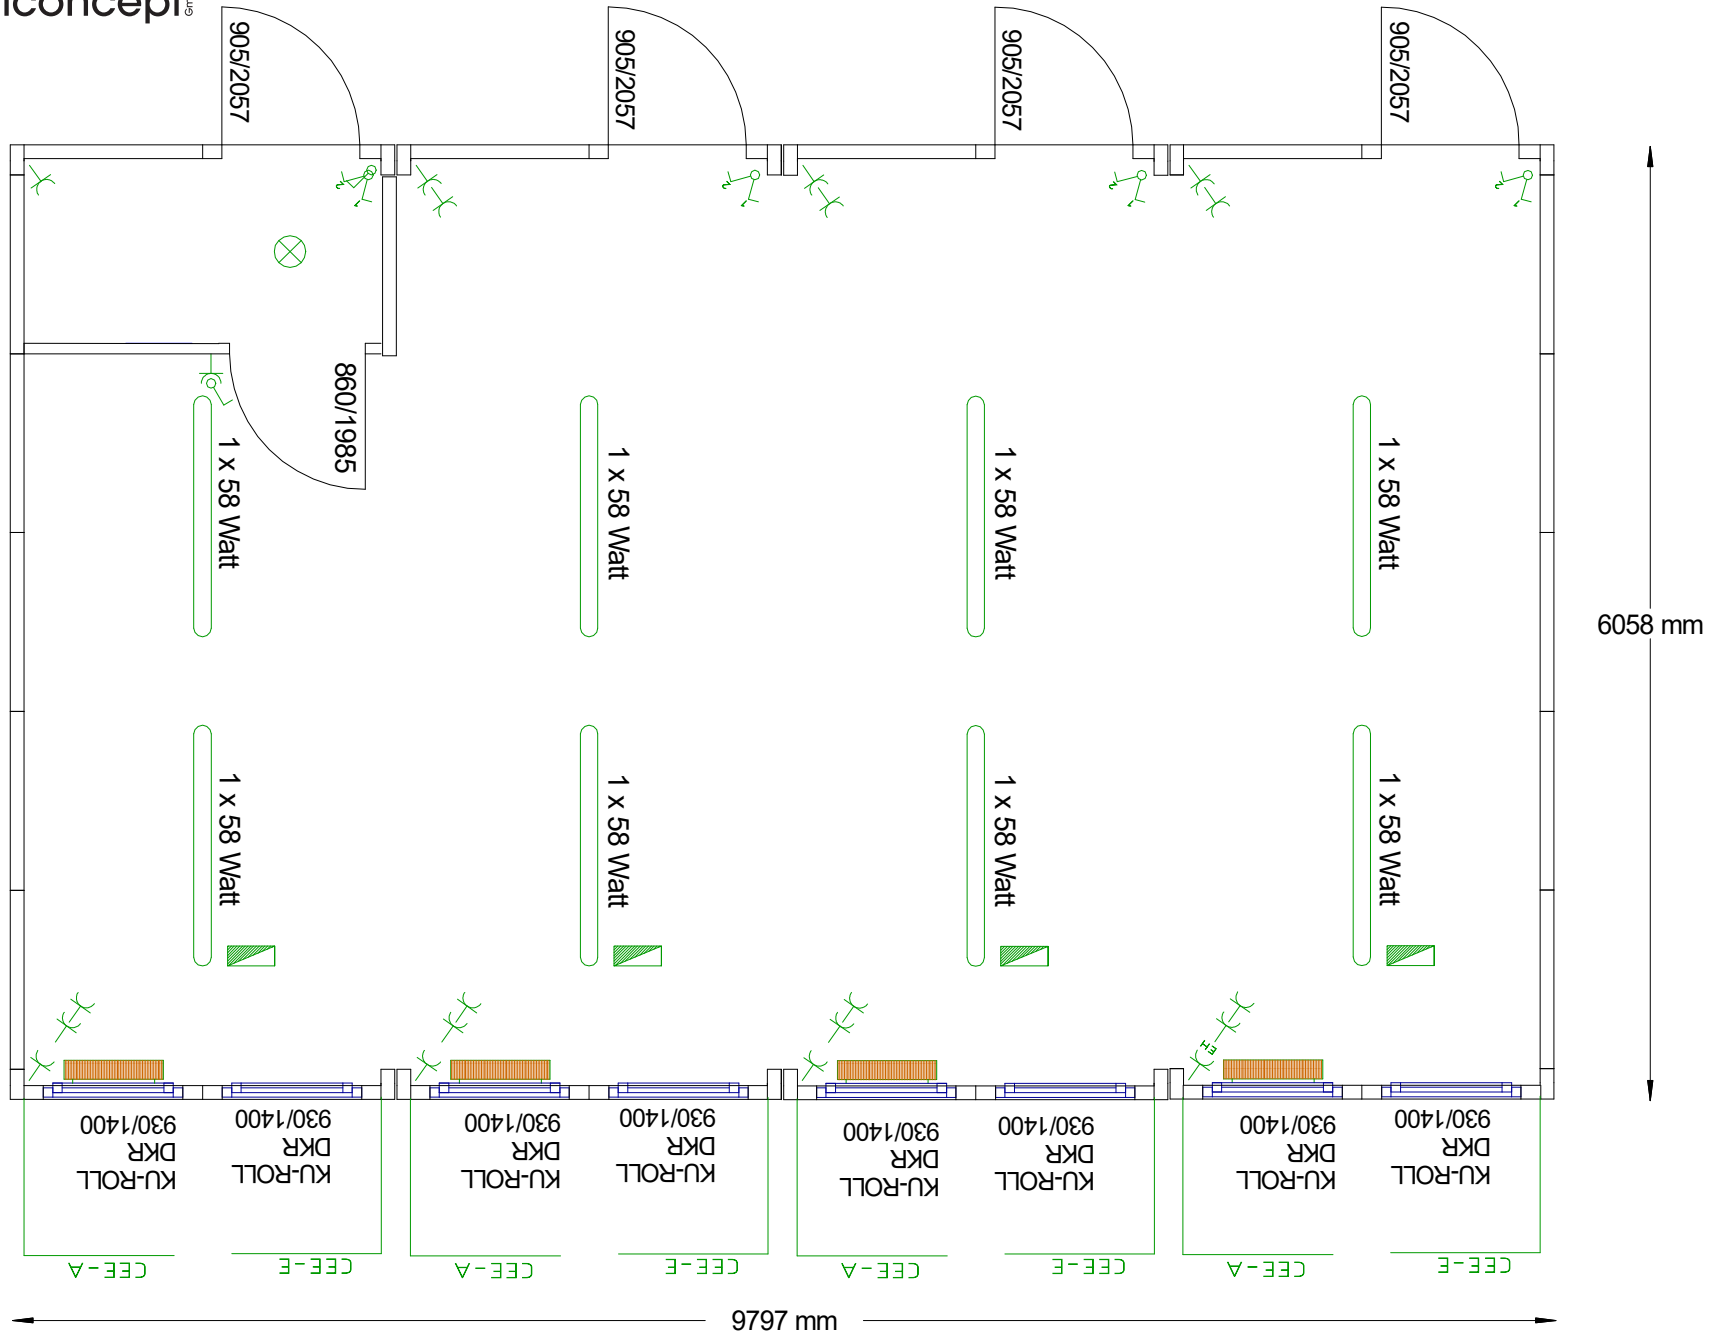 905/2057
905/2057
905/2057
905/2057
860/1985
1 x 58 Watt
1 x 58 Watt
1 x 58 Watt
1 x 58 Watt
6058 mm
1 x 58 Watt
1 x 58 Watt
1 x 58 Watt
1 x 58 Watt
EH
930/1400
DKR
KU-ROLL
930/1400
DKR
KU-ROLL
930/1400
DKR
KU-ROLL
930/1400
DKR
KU-ROLL
930/1400
DKR
KU-ROLL
930/1400
DKR
KU-ROLL
930/1400
DKR
KU-ROLL
930/1400
DKR
KU-ROLL
CEE-A
CEE-E
CEE-A
CEE-E
CEE-A
CEE-E
CEE-A
CEE-E
9797 mm